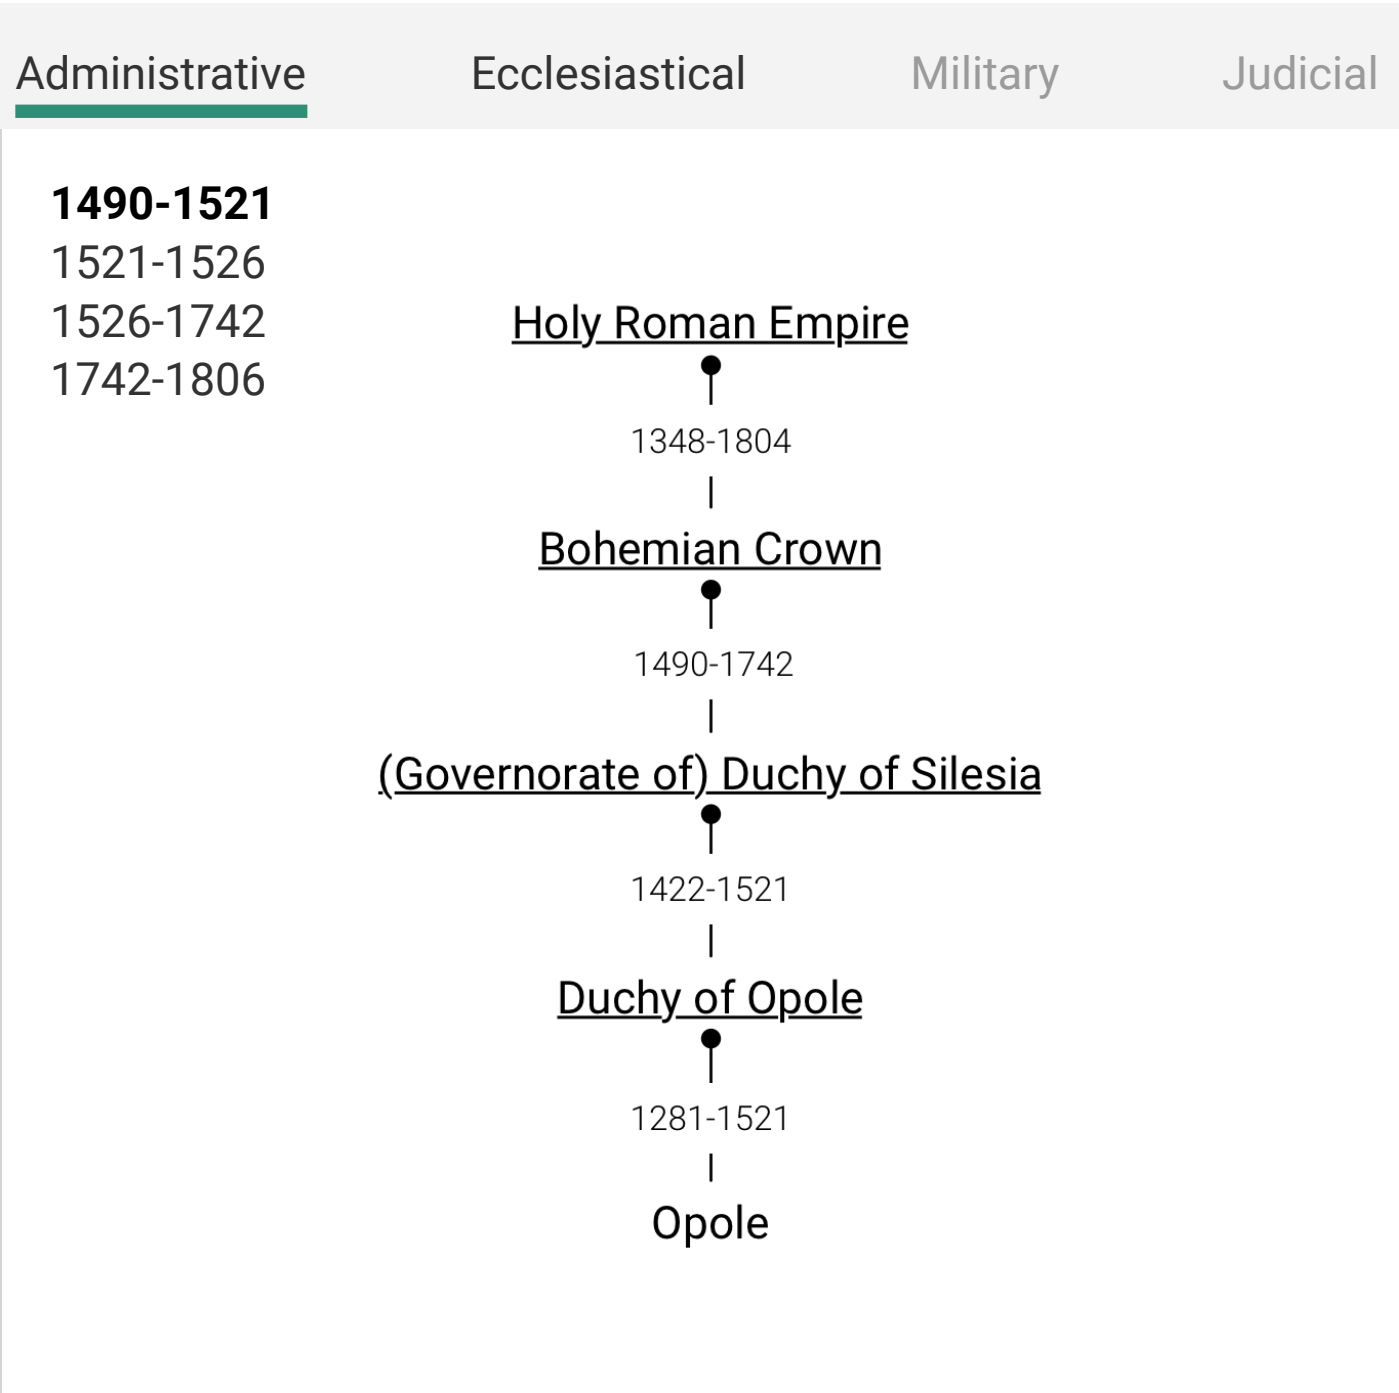 Administrative Ecclesiastical Military Judicial
1490-1521
1521-1526
1526-1742
1742-1806
Holy Roman Empire
1348-1804
Bohemian Crown
1490-1742
(Governorate of) Duchy of Silesia
1422-1521
Duchy of Opole
1281-1521
Opole